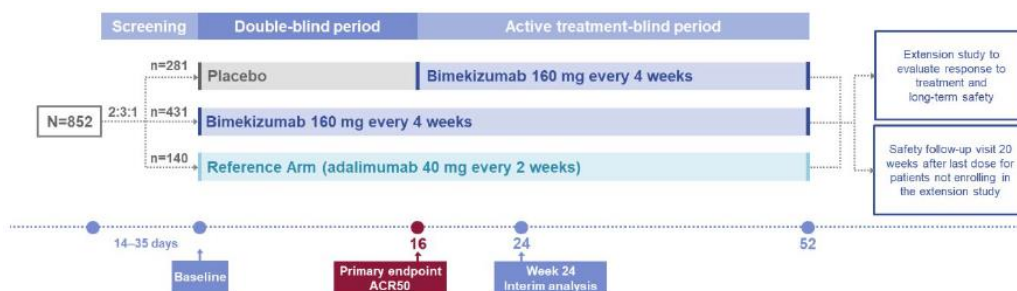 Screening
Double-blind period
Active treatment-blind period
n=281
Placebo
Bimekizumab 160 mg every 4 weeks
N=852
2:3:1
n=431
Bimekizumab 160 mg every 4 weeks
n=140
Reference Arm (adalimumab 40 mg every 2 weeks)
Extension study to
evaluate response to
treatment and
long-term safety
Safety follow-up visit 20
weeks after last dose for
patients not enrolling in
the extension study
14–35 days
16
24
52
Baseline
Primary endpoint
ACR50
Week 24
Interim analysis